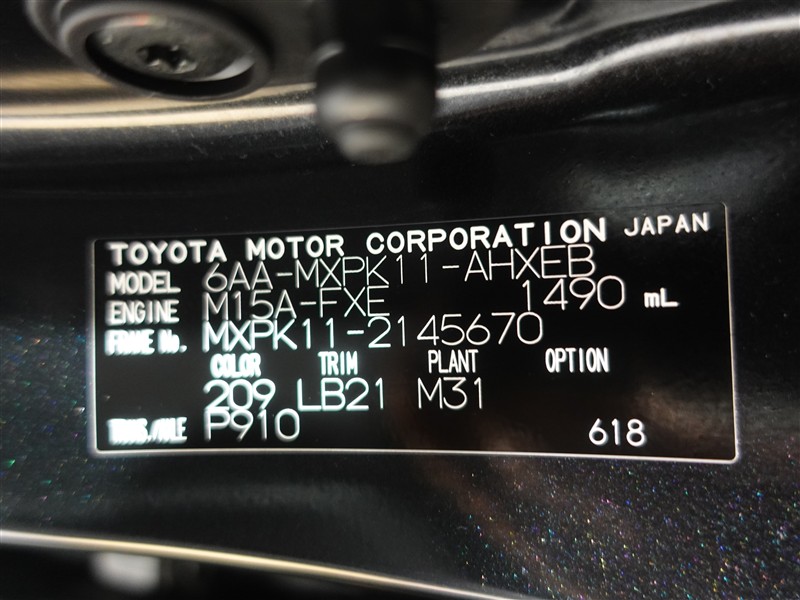 TOYOTA MOTOR CORPORATION JAPAN
MODEL 6AA-MXPK11-AHXEB
ENGINE M15A-FXE 1490 mL
FRAME No. MXPK11-2145670
COLOR TRIM PLANT OPTION
209 LB21 M31
TRANS./AXLE P910 618